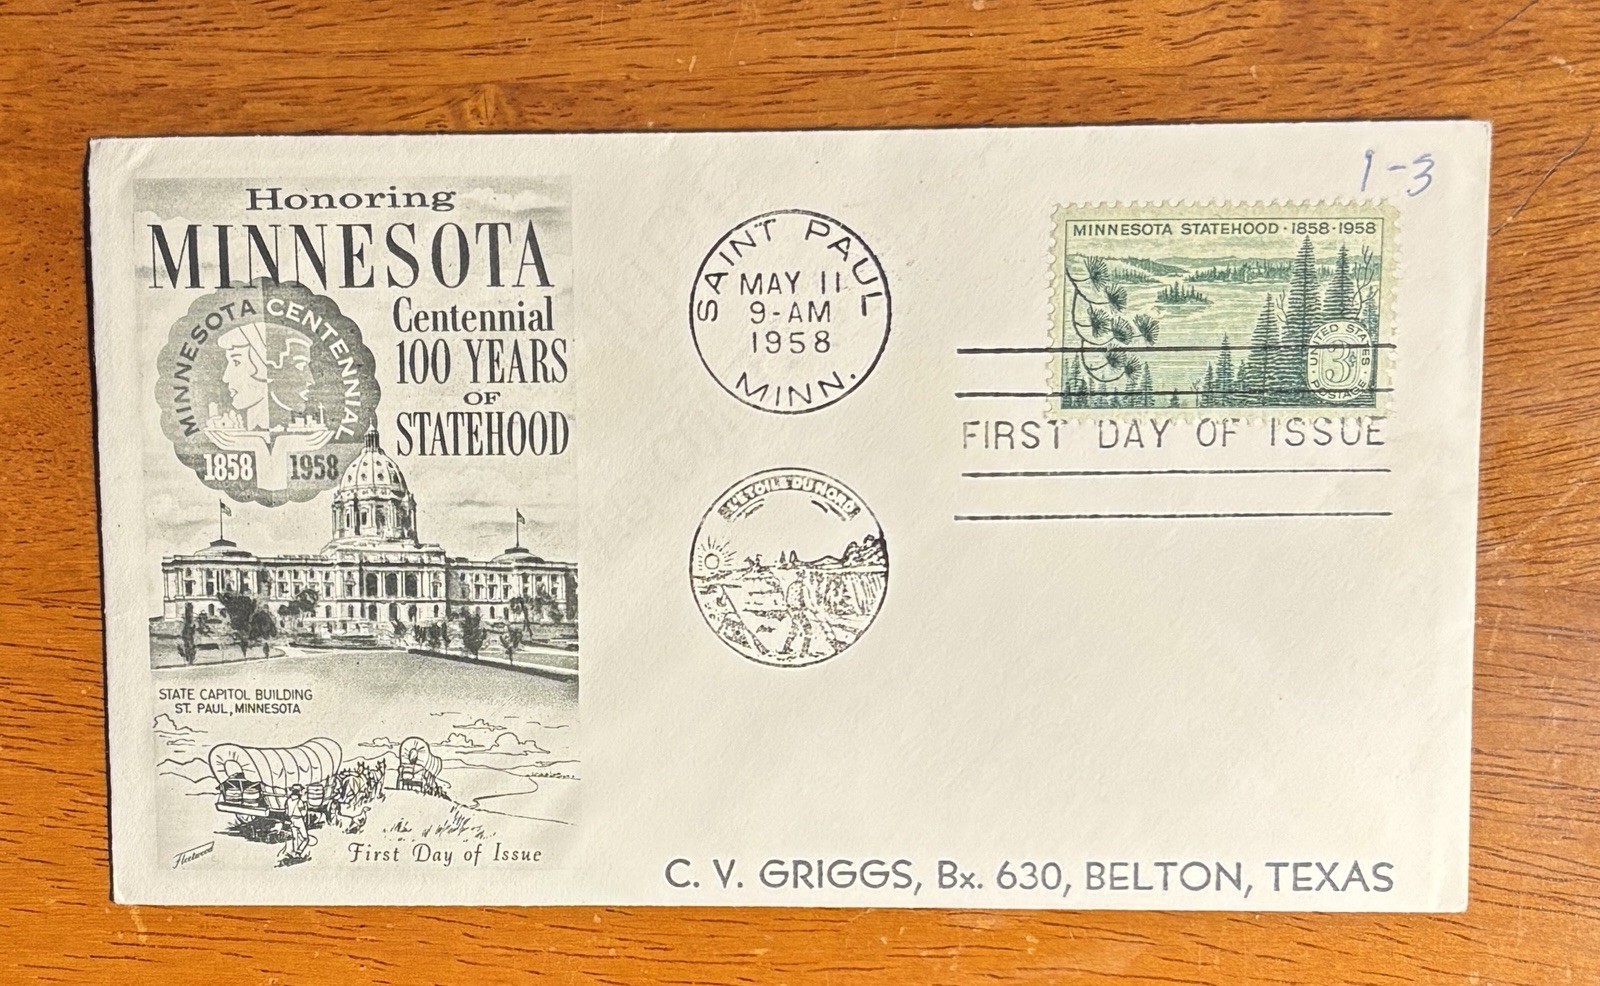 Honoring
MINNESOTA
Centennial
100 YEARS
OF
STATEHOOD
MINNESOTA CENTENNIAL
1858 1958
STATE CAPITOL BUILDING
ST. PAUL, MINNESOTA
Fleetwood
First Day of Issue
SAINT PAUL
MAY 11
9-AM
1958
MINN.
L'ETOILE DU NORD
1-3
MINNESOTA STATEHOOD · 1858 · 1958
UNITED STATES
3¢
POSTAGE
FIRST DAY OF ISSUE
C. V. GRIGGS, Bx. 630, BELTON, TEXAS